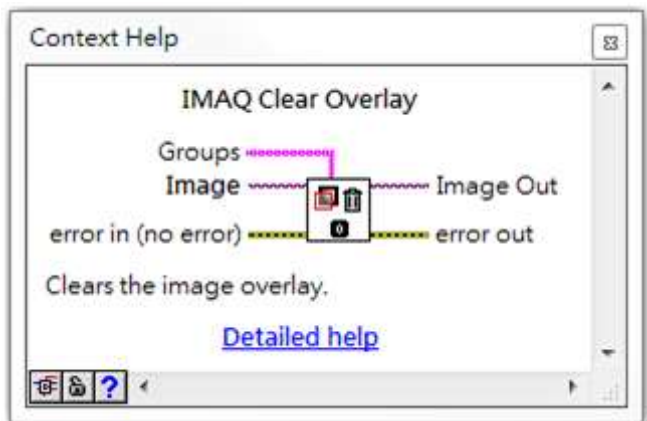 Context Help
IMAQ Clear Overlay
Groups
Image
Image Out
error in (no error)
error out
Clears the image overlay.
Detailed help
?